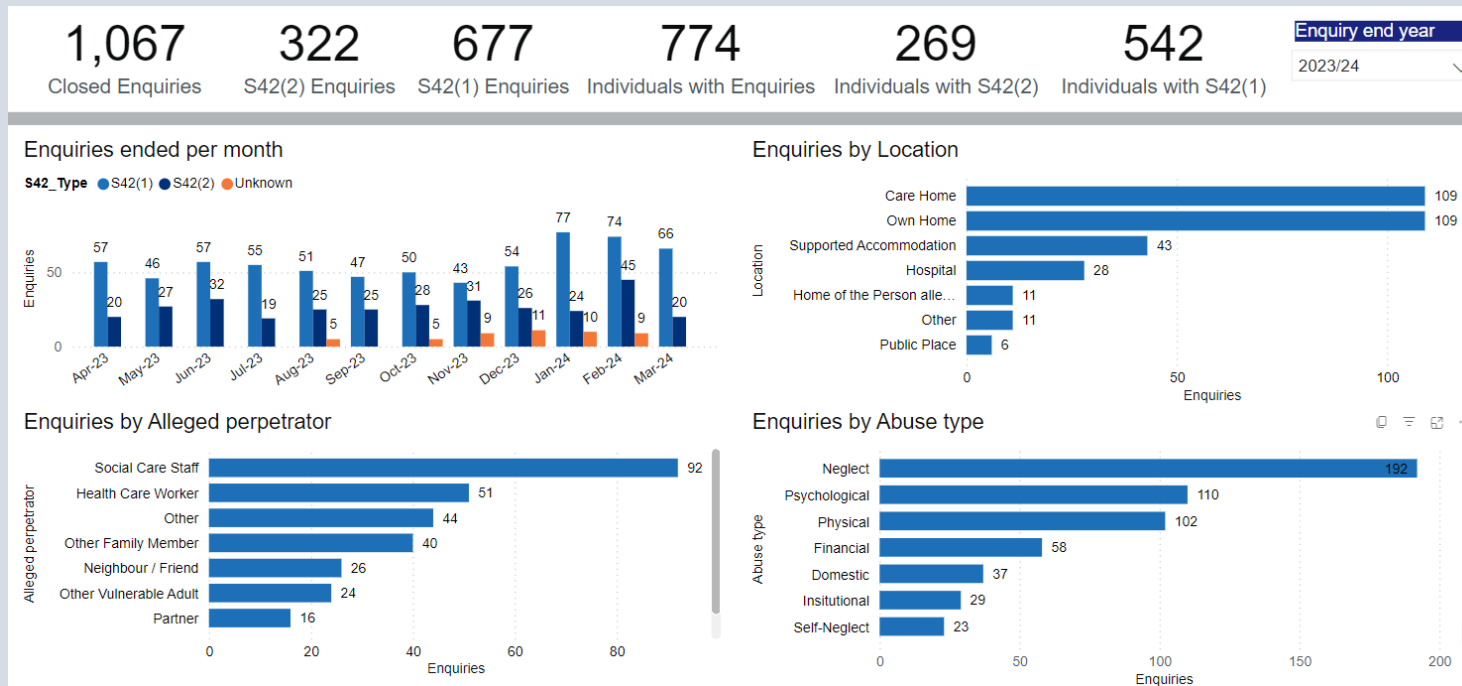 1,067
Closed Enquiries
322
S42(2) Enquiries
677
S42(1) Enquiries
774
Individuals with Enquiries
269
Individuals with S42(2)
542
Individuals with S42(1)
Enquiry end year
2023/24
Enquiries ended per month
S42_Type S42(1) S42(2) Unknown
Enquiries
50
0
57 20
46 27
57 32
55 19
51 25 5
47 25
50 28 5
43 31 9
54 26 11
77 24 10
74 45 9
66 20
Apr-23 May-23 Jun-23 Jul-23 Aug-23 Sep-23 Oct-23 Nov-23 Dec-23 Jan-24 Feb-24 Mar-24
Enquiries by Location
Location
Care Home 109
Own Home 109
Supported Accommodation 43
Hospital 28
Home of the Person alle... 11
Other 11
Public Place 6
0 50 100
Enquiries
Enquiries by Alleged perpetrator
Alleged perpetrator
Social Care Staff 92
Health Care Worker 51
Other 44
Other Family Member 40
Neighbour / Friend 26
Other Vulnerable Adult 24
Partner 16
0 20 40 60 80
Enquiries
Enquiries by Abuse type
Abuse type
Neglect 192
Psychological 110
Physical 102
Financial 58
Domestic 37
Insitutional 29
Self-Neglect 23
0 50 100 150 200
Enquiries